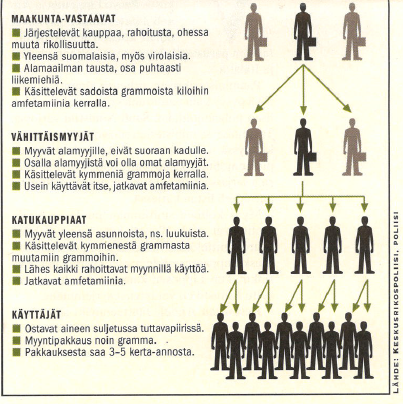 MAAKUNTA-VASTAAVAT
Järjestelevät kauppaa, rahoitusta, ohessa
muuta rikollisuutta.
Yleensä suomalaisia, myös virolaisia.
Alamaailman tausta, osa puhtaasti
liikemiehiä.
Käsittelevät sadoista grammoista kiloihin
amfetamiinia kerralla.
VÄHITTÄISMYYJÄT
Myyvät alamyyjille, eivät suoraan kadulle.
Osalla alamyyjistä voi olla omat alamyyjät.
Käsittelevät kymmeniä grammoja kerralla.
Usein käyttävät itse, jatkavat amfetamiinia.
KATUKAUPPIAAT
Myyvät yleensä asunnoista, ns. luukuista.
Käsittelevät kymmenestä grammasta
muutamiin grammoihin.
Lähes kaikki rahoittavat myynnillä käyttöä.
Jatkavat amfetamiinia.
KÄYTTÄJÄT
Ostavat aineen suljetussa tuttavapiirissä.
Myyntipakkaus noin gramma.
Pakkauksesta saa 3–5 kerta-annosta.
LÄHDE: KESKUSRIKOSPOLIISI, POLIISI